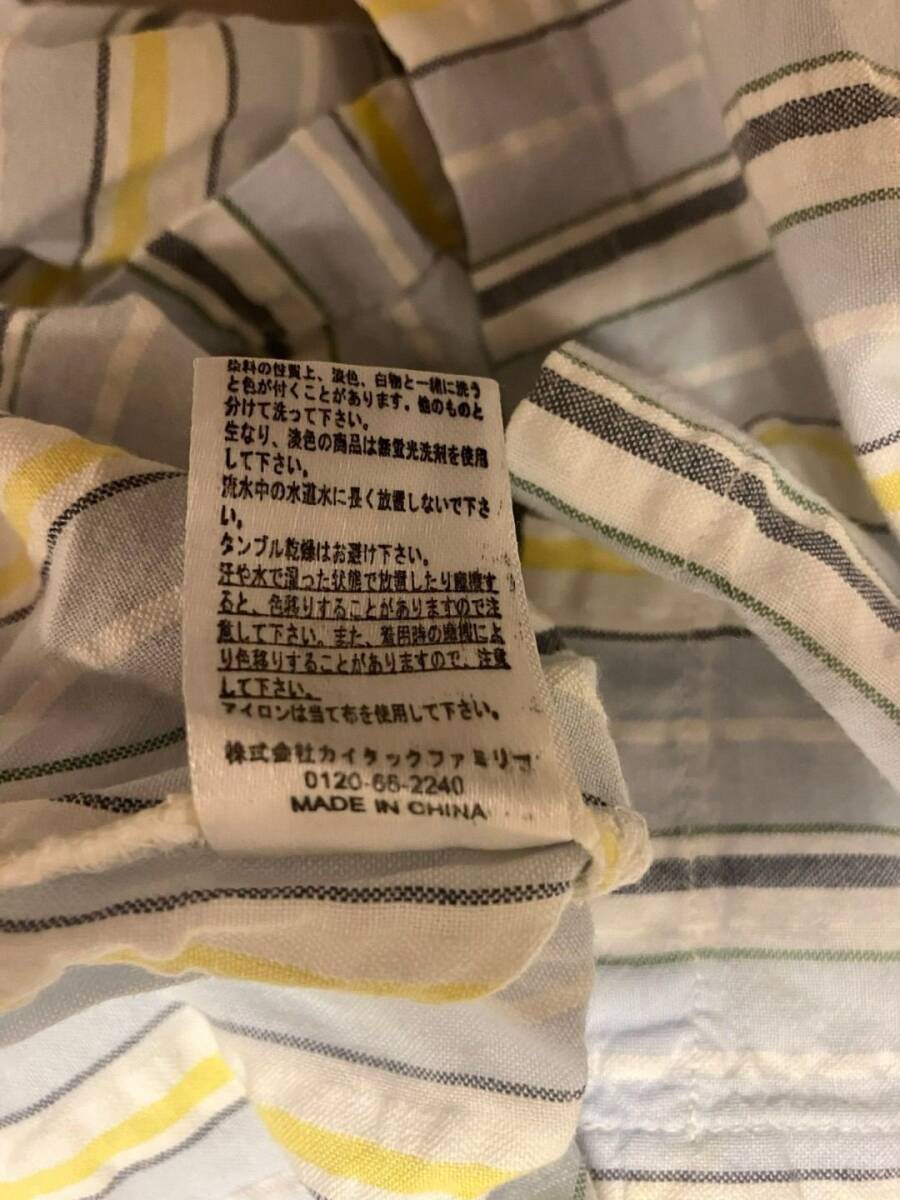 染料の性質上、淡色、白物と一緒に洗う
と色が付くことがあります。他のものと
分けて洗って下さい。
生なり、淡色の商品は無蛍光洗剤を使用
して下さい。
流水中の水道水に長く放置しないで下さ
い。
タンブル乾燥はお避け下さい。
汗や水で湿った状態で放置したり摩擦す
ると、色移りすることがありますので注
意して下さい。また、着用時の摩擦によ
り色移りすることがありますので、注意
して下さい。
アイロンは当て布を使用して下さい。
株式会社カイタックファミリー
0120-66-2240
MADE IN CHINA